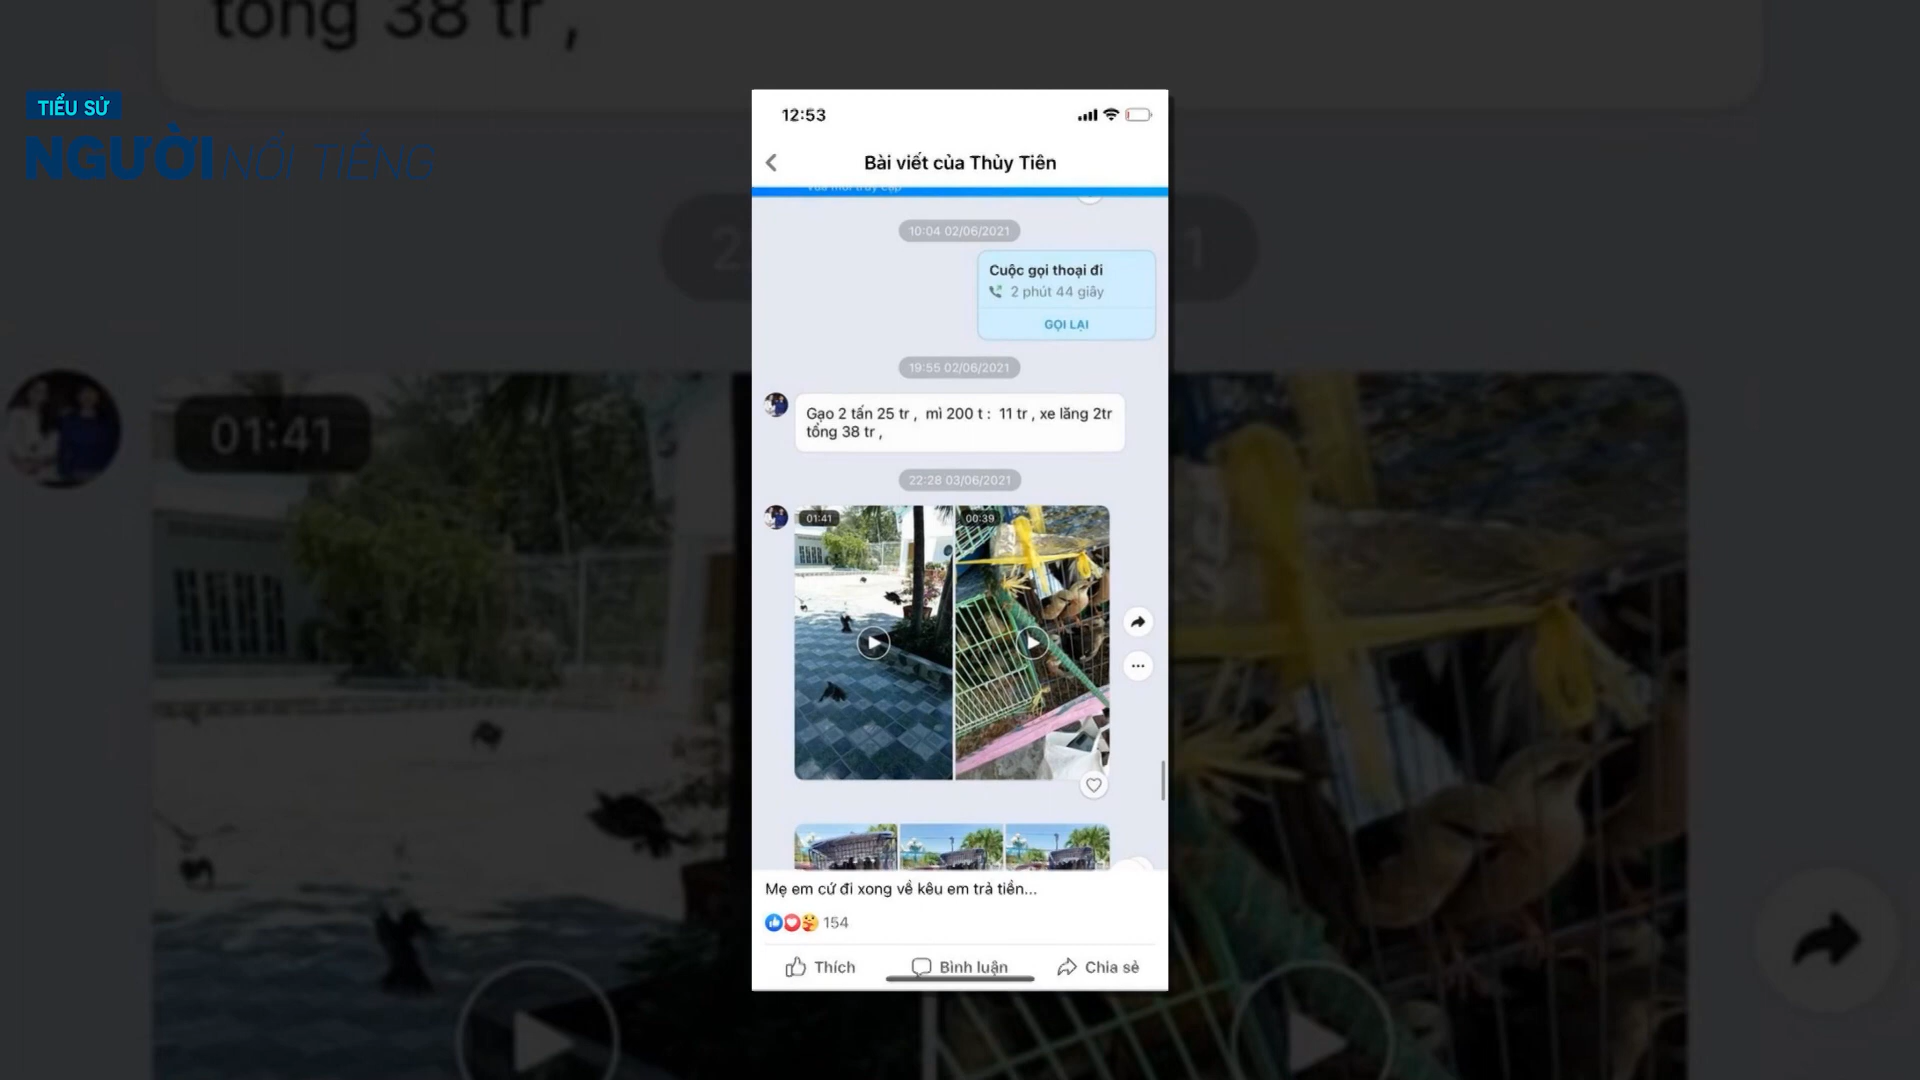 tổng 38 tr ,
TIỂU SỬ
NGƯỜI NỔI TIẾNG
12:53
Bài viết của Thủy Tiên
Vừa mới truy cập
10:04 02/06/2021
Cuộc gọi thoại đi
2 phút 44 giây
GỌI LẠI
19:55 02/06/2021
Gạo 2 tấn 25 tr , mì 200 t : 11 tr , xe lăng 2tr
tổng 38 tr ,
22:28 03/06/2021
01:41
01:41
00:39
Mẹ em cứ đi xong về kêu em trả tiền...
154
Thích
Bình luận
Chia sẻ